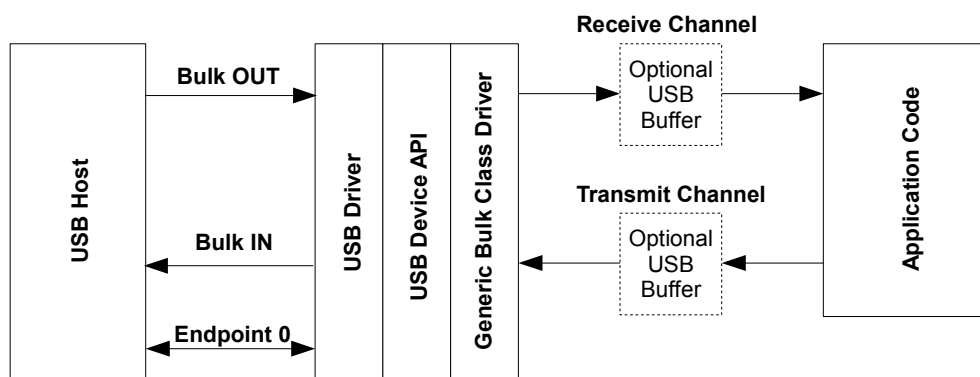 Receive Channel
Bulk OUT
Optional
USB
Buffer
USB Host
USB Driver
USB Device API
Generic Bulk Class Driver
Application Code
Transmit Channel
Bulk IN
Optional
USB
Buffer
Endpoint 0